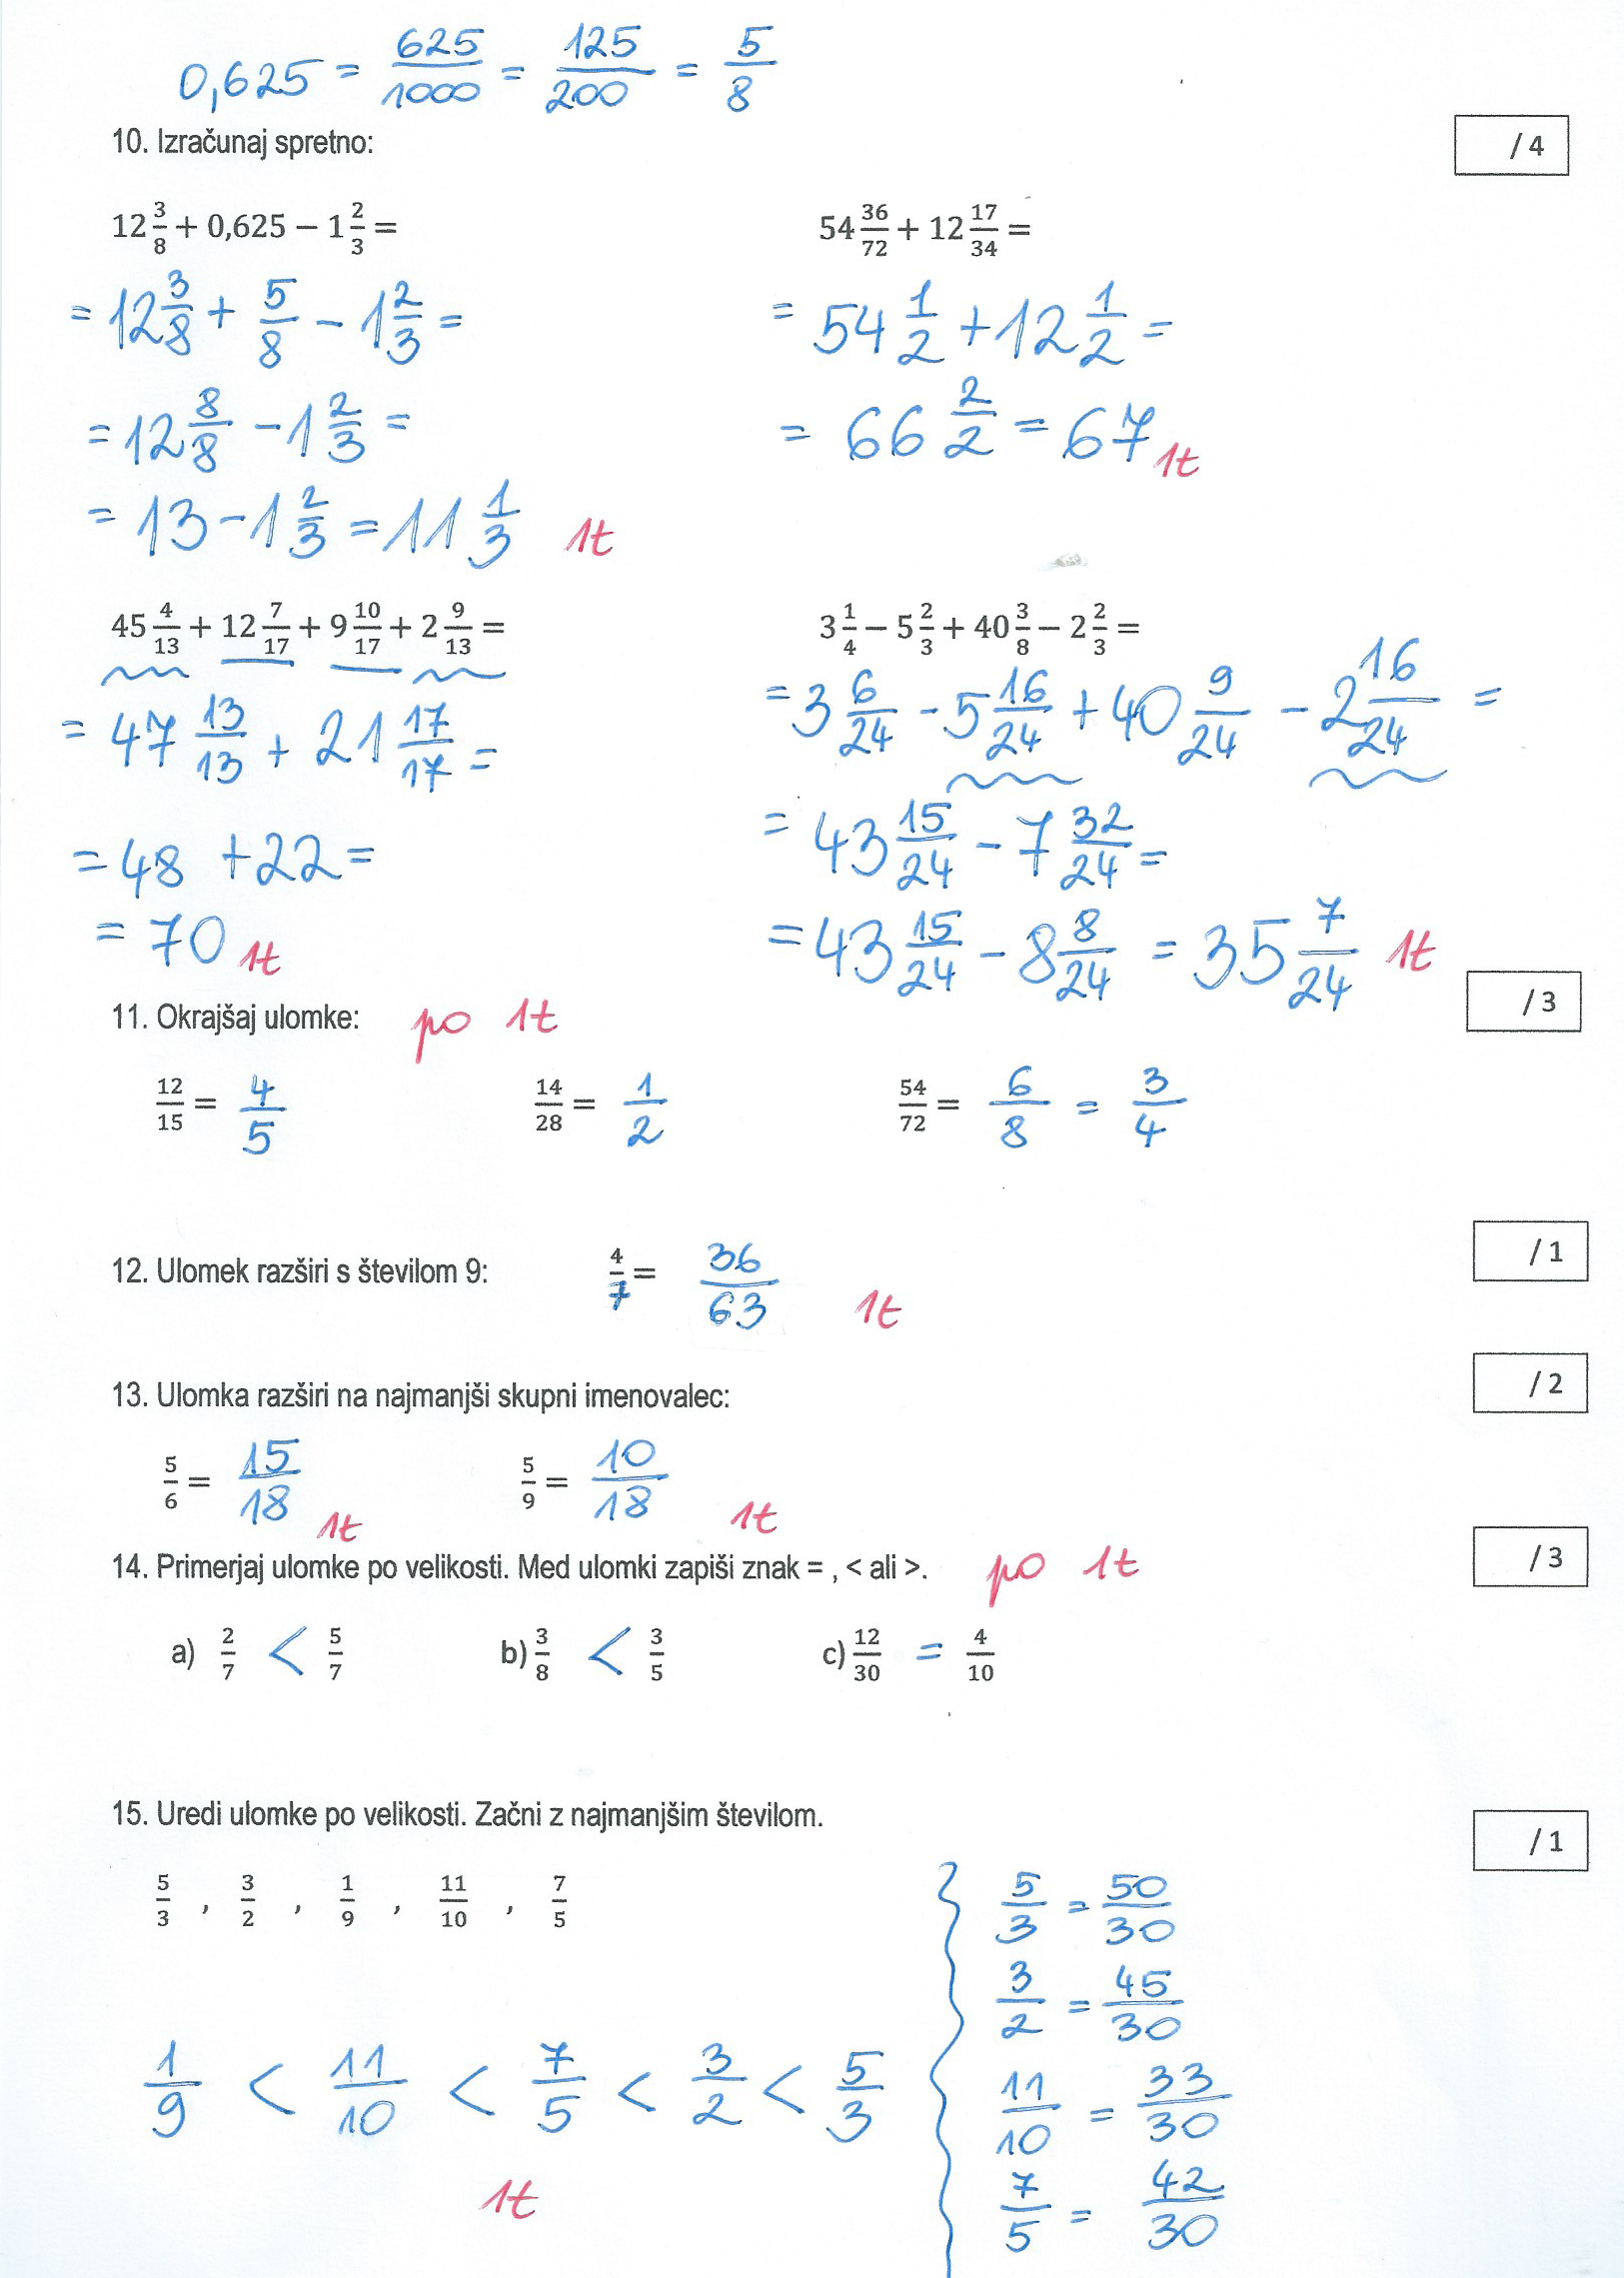 0,625 = 625/1000 = 125/200 = 5/8
10. Izračunaj spretno: / 4
12 3/8 + 0,625 − 1 2/3 =
= 12 3/8 + 5/8 − 1 2/3 =
= 12 8/8 − 1 2/3 =
= 13 − 1 2/3 = 11 1/3 1t
54 36/72 + 12 17/34 =
= 54 1/2 + 12 1/2 =
= 66 2/2 = 67 1t
45 4/13 + 12 7/17 + 9 10/17 + 2 9/13 =
= 47 13/13 + 21 17/17 =
= 48 + 22 =
= 70 1t
3 1/4 − 5 2/3 + 40 3/8 − 2 2/3 =
= 3 6/24 − 5 16/24 + 40 9/24 − 2 16/24 =
= 43 15/24 − 7 32/24 =
= 43 15/24 − 8 8/24 = 35 7/24 1t
11. Okrajšaj ulomke: po 1t / 3
12/15 = 4/5 14/28 = 1/2 54/72 = 6/8 = 3/4
12. Ulomek razširi s številom 9: 4/7 = 36/63 1t / 1
13. Ulomka razširi na najmanjši skupni imenovalec: / 2
5/6 = 15/18 1t 5/9 = 10/18 1t
14. Primerjaj ulomke po velikosti. Med ulomki zapiši znak = , < ali >. po 1t / 3
a) 2/7 < 5/7 b) 3/8 < 3/5 c) 12/30 = 4/10
15. Uredi ulomke po velikosti. Začni z najmanjšim številom. / 1
5/3 , 3/2 , 1/9 , 11/10 , 7/5
1/9 < 11/10 < 7/5 < 3/2 < 5/3
1t
5/3 = 50/30
3/2 = 45/30
11/10 = 33/30
7/5 = 42/30